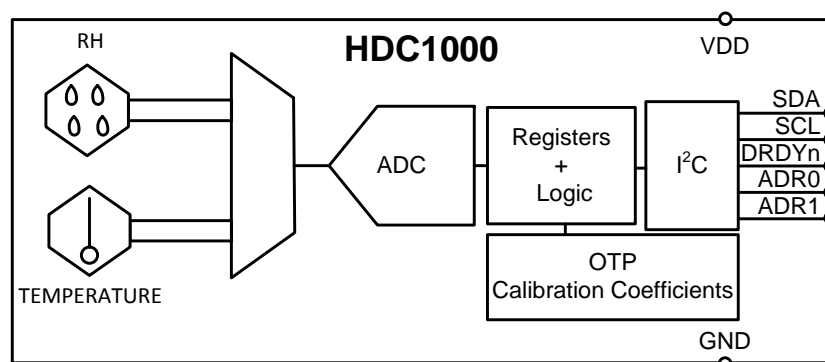 RH
HDC1000
VDD
TEMPERATURE
ADC
Registers
+
Logic
I²C
SDA
SCL
DRDYn
ADR0
ADR1
OTP
Calibration Coefficients
GND